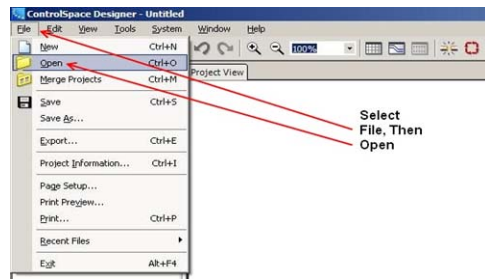 ControlSpace Designer - Untitled
File Edit View Tools System Window Help
New Ctrl+N
Open Ctrl+O
Merge Projects Ctrl+M
Save Ctrl+S
Save As...
Export... Ctrl+E
Project Information... Ctrl+I
Page Setup...
Print Preview...
Print... Ctrl+P
Recent Files
Exit Alt+F4
100%
Project View
Select
File, Then
Open